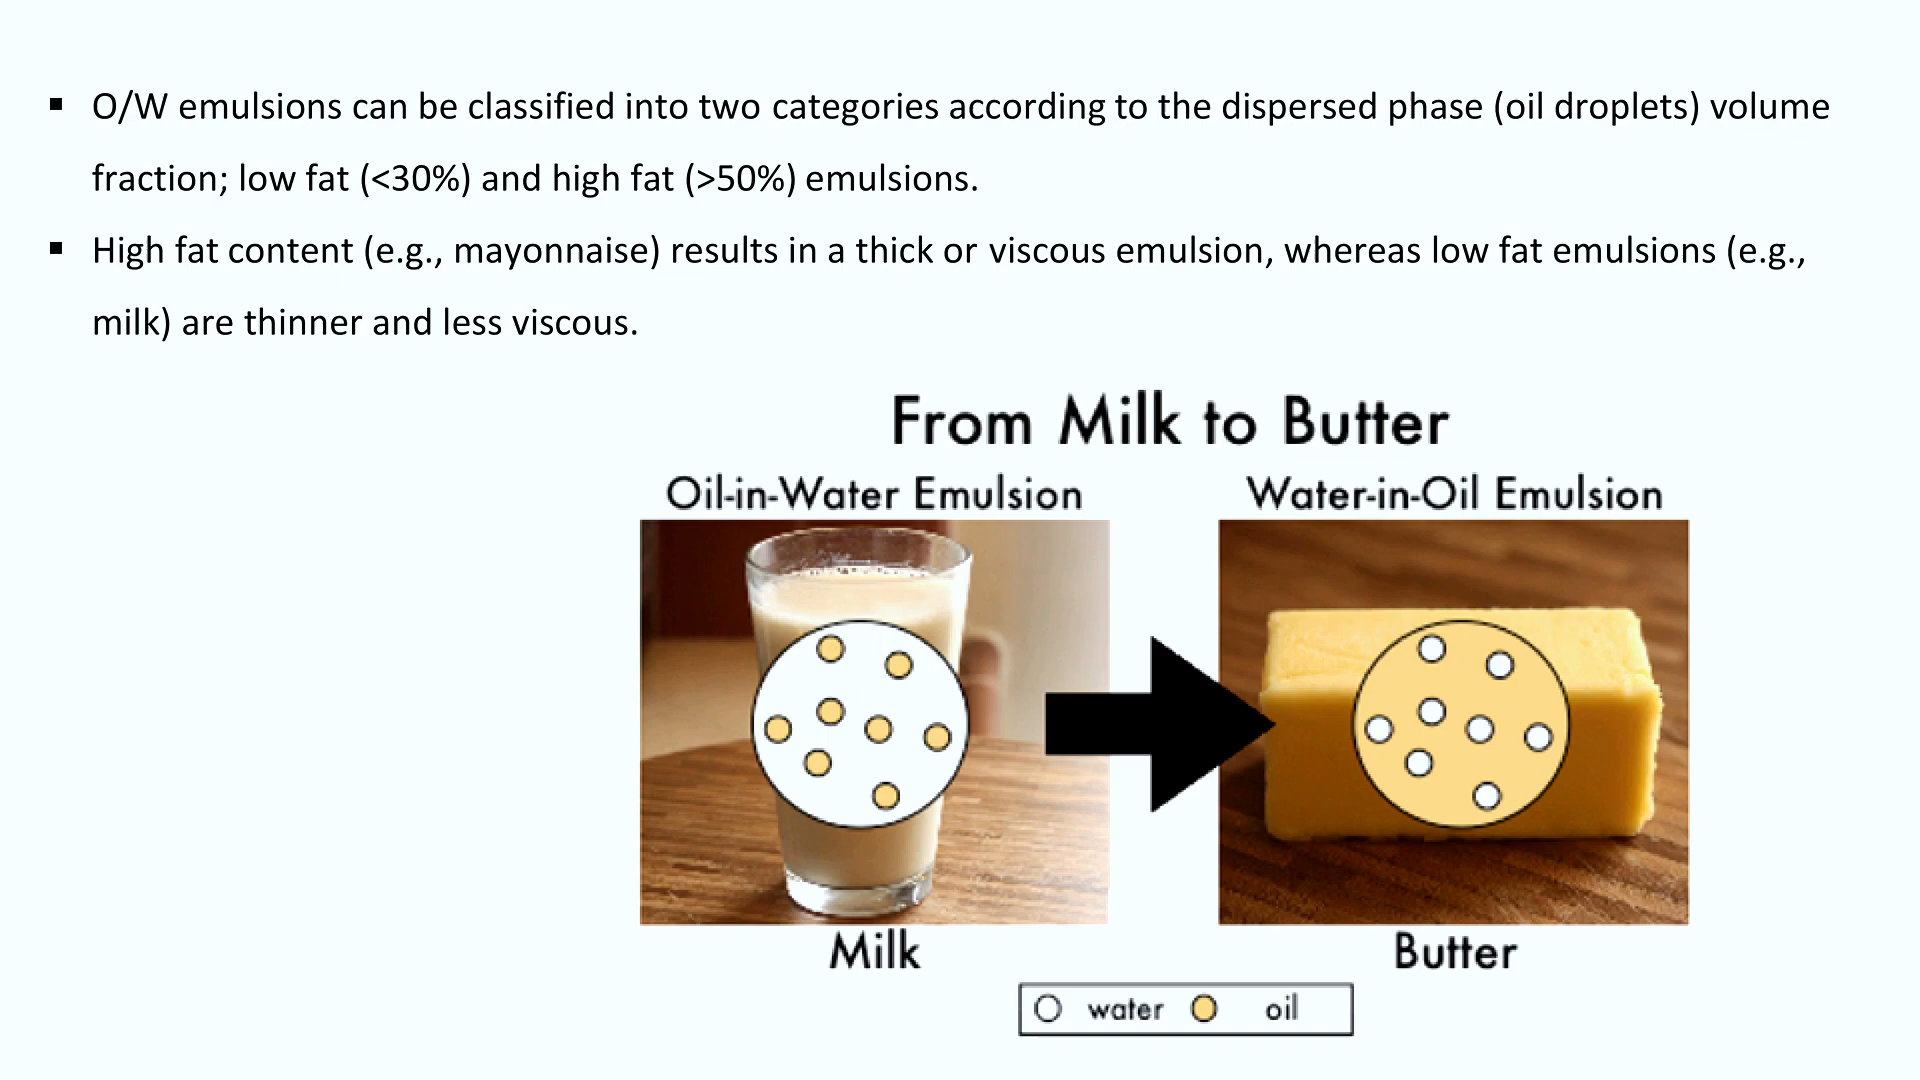 ▪ O/W emulsions can be classified into two categories according to the dispersed phase (oil droplets) volume
fraction; low fat (<30%) and high fat (>50%) emulsions.
▪ High fat content (e.g., mayonnaise) results in a thick or viscous emulsion, whereas low fat emulsions (e.g.,
milk) are thinner and less viscous.
From Milk to Butter
Oil-in-Water Emulsion
Water-in-Oil Emulsion
Milk
Butter
water oil